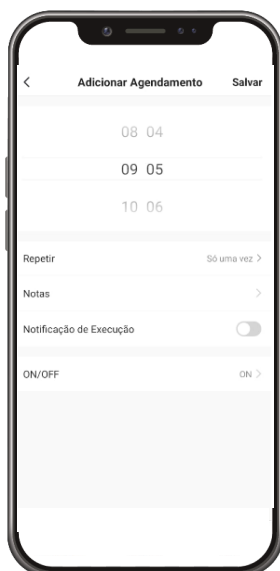 Adicionar Agendamento Salvar
08 04
09 05
10 06
Repetir Só uma vez
Notas
Notificação de Execução
ON/OFF ON